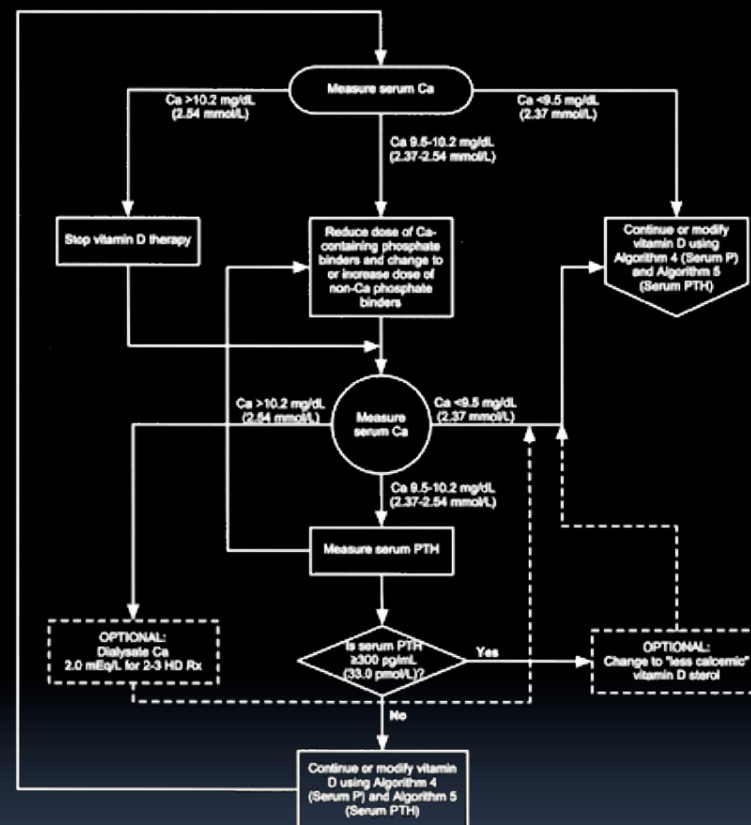 Measure serum Ca
Ca >10.2 mg/dL
(2.54 mmol/L)
Ca <9.5 mg/dL
(2.37 mmol/L)
Ca 9.5-10.2 mg/dL
(2.37-2.54 mmol/L)
Stop vitamin D therapy
Reduce dose of Ca-
containing phosphate
binders and change to
or increase dose of
non-Ca phosphate
binders
Continue or modify
vitamin D using
Algorithm 4 (Serum P)
and Algorithm 5
(Serum PTH)
Ca >10.2 mg/dL
(2.54 mmol/L)
Measure
serum Ca
Ca <9.5 mg/dL
(2.37 mmol/L)
Ca 9.5-10.2 mg/dL
(2.37-2.54 mmol/L)
Measure serum PTH
OPTIONAL:
Dialysate Ca
2.0 mEq/L for 2-3 HD Rx
Is serum PTH
≥300 pg/mL
(33.0 pmol/L)?
Yes
OPTIONAL:
Change to "less calcemic"
vitamin D sterol
No
Continue or modify vitamin
D using Algorithm 4
(Serum P) and Algorithm 5
(Serum PTH)